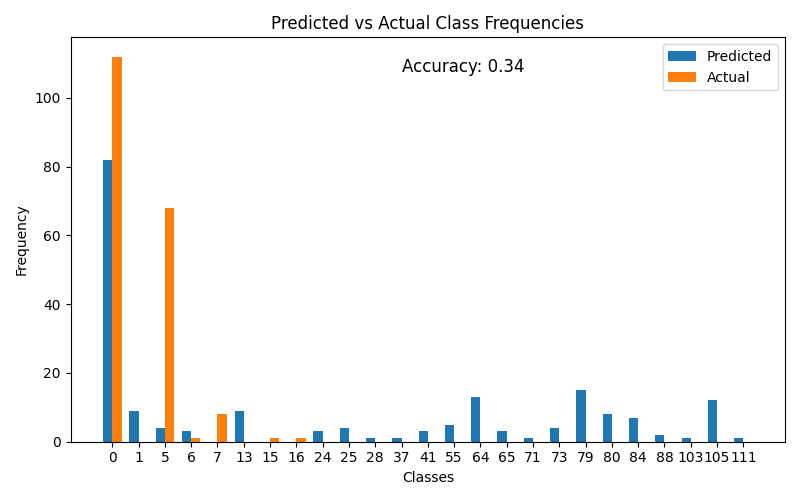 Predicted vs Actual Class Frequencies
Accuracy: 0.34
Predicted
Actual
Frequency
100
80
60
40
20
0
0 1 5 6 7 13 15 16 24 25 28 37 41 55 64 65 71 73 79 80 84 88 103 105 111
Classes